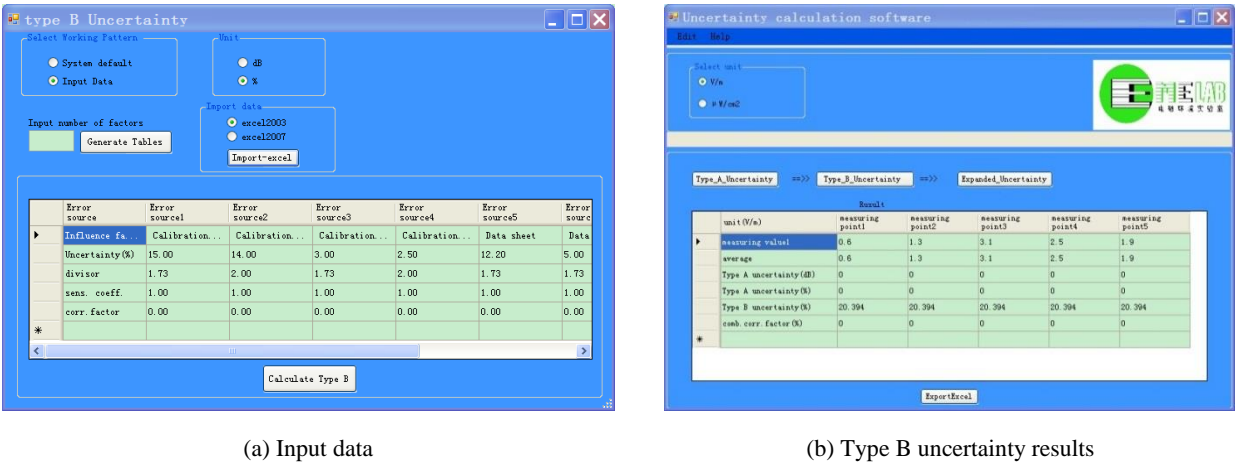 type B Uncertainty
Select Working Pattern
System default
Input Data
Unit
dB
%
Input number of factors
Generate Tables
Import data
excel2003
excel2007
Import-excel
Error source Error source1 Error source2 Error source3 Error source4 Error source5 Error sourc
Influence fa... Calibration... Calibration... Calibration... Calibration... Data sheet Data
Uncertainty(%) 15.00 14.00 3.00 2.50 12.20 5.00
divisor 1.73 2.00 1.73 2.00 1.73 1.73
sens. coeff. 1.00 1.00 1.00 1.00 1.00 1.00
corr.factor 0.00 0.00 0.00 0.00 0.00 0.00
Calculate Type B
(a) Input data
Uncertainty calculation software
Edit Help
Select unit
V/m
μW/cm2
LAB
Type_A_Uncertainty ==>> Type_B_Uncertainty ==>> Expanded_Uncertainty
Result
unit(V/m) measuring point1 measuring point2 measuring point3 measuring point4 measuring point5
measuring value1 0.6 1.3 3.1 2.5 1.9
average 0.6 1.3 3.1 2.5 1.9
Type A uncertainty(dB) 0 0 0 0 0
Type A uncertainty(%) 0 0 0 0 0
Type B uncertainty(%) 20.394 20.394 20.394 20.394 20.394
comb.corr.factor(%) 0 0 0 0 0
ExportExcel
(b) Type B uncertainty results